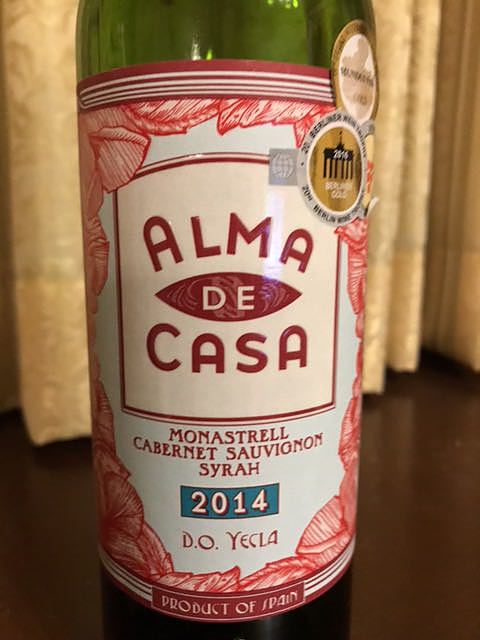 ALMA
DE
CASA
MONASTRELL
CABERNET SAUVIGNON
SYRAH
2014
D.O. YECLA
PRODUCT OF SPAIN
2016
BERLINER
GOLD